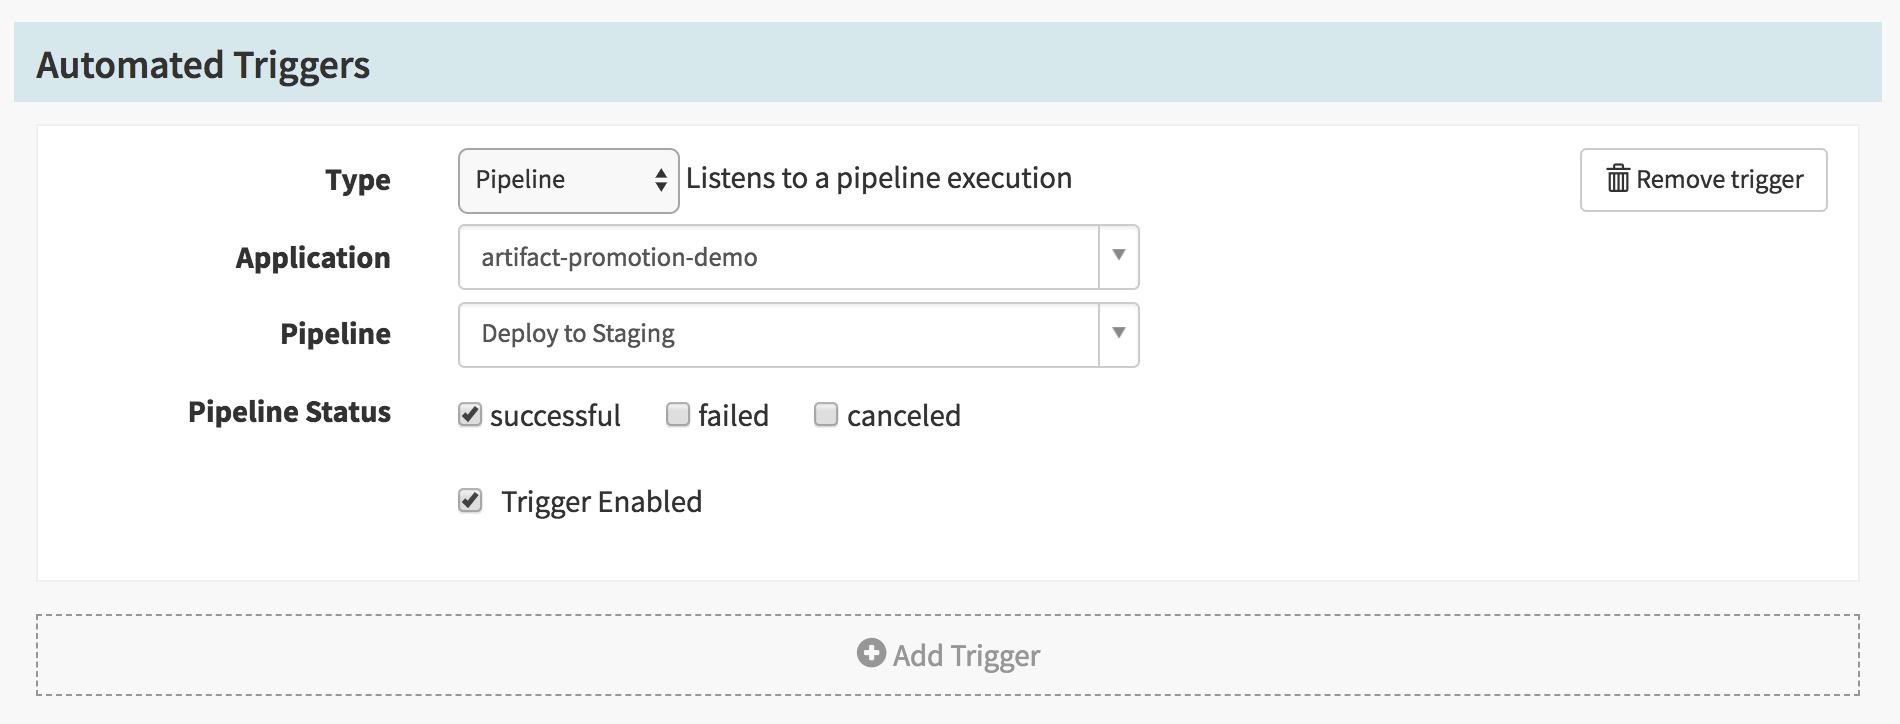 Automated Triggers
Type Pipeline Listens to a pipeline execution Remove trigger
Application artifact-promotion-demo
Pipeline Deploy to Staging
Pipeline Status successful failed canceled
Trigger Enabled
Add Trigger